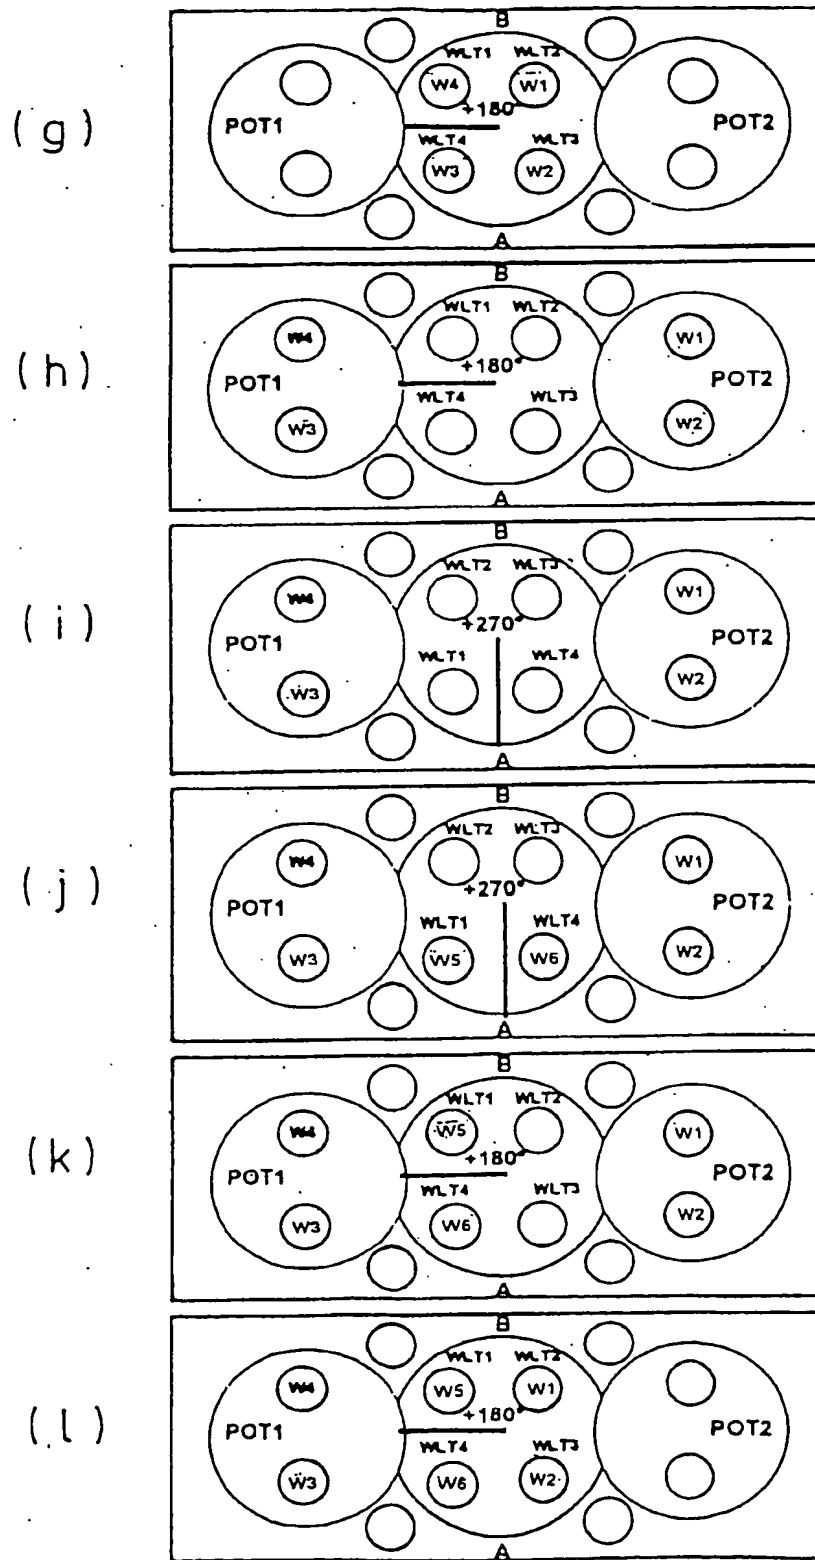 (g)
B
WLT1 WLT2
W4 W1
+180°
POT1 POT2
WLT4 WLT3
W3 W2
A
(h)
B
WLT1 WLT2
W4 W1
+180°
POT1 POT2
WLT4 WLT3
W3 W2
A
(i)
B
WLT2 WLT3
W4 W1
+270°
POT1 POT2
WLT1 WLT4
W3 W2
A
(j)
B
WLT2 WLT3
W4 W1
+270°
POT1 POT2
WLT1 WLT4
W3 W5 W6 W2
A
(k)
B
WLT1 WLT2
W4 W5 W1
+180°
POT1 POT2
WLT4 WLT3
W3 W6 W2
A
(l)
B
WLT1 WLT2
W4 W5 W1
+180°
POT1 POT2
WLT4 WLT3
W3 W6 W2
A